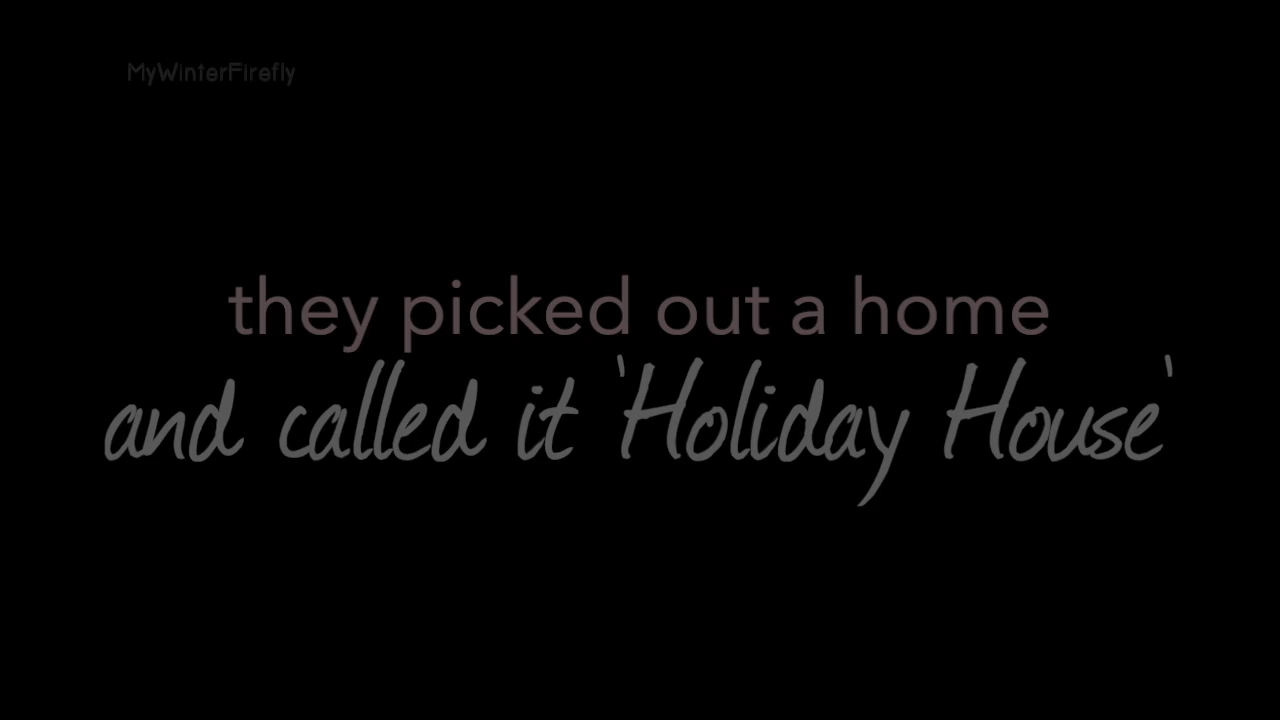 MyWinterFirefly
they picked out a home
and called it 'Holiday House'